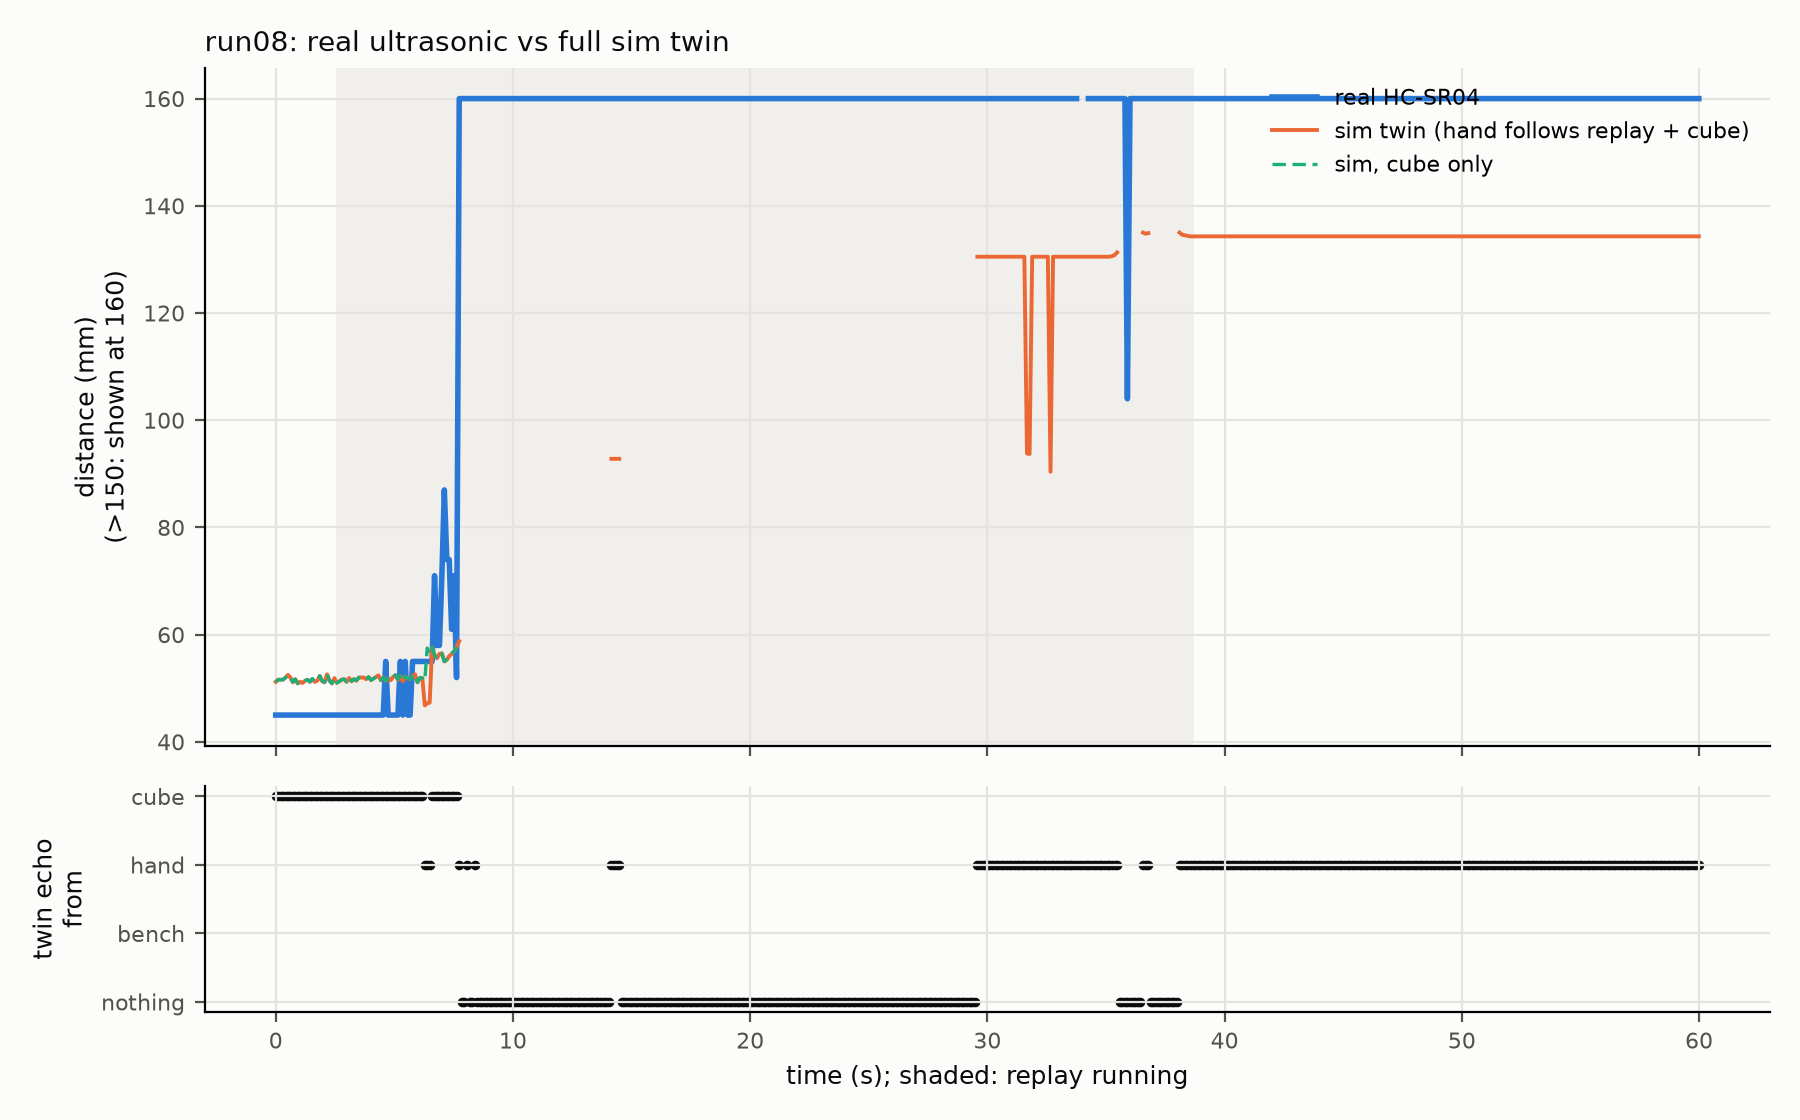 run08: real ultrasonic vs full sim twin
distance (mm)
(>150: shown at 160)
160
140
120
100
80
60
40
real HC-SR04
sim twin (hand follows replay + cube)
sim, cube only
twin echo
from
cube
hand
bench
nothing
0 10 20 30 40 50 60
time (s); shaded: replay running